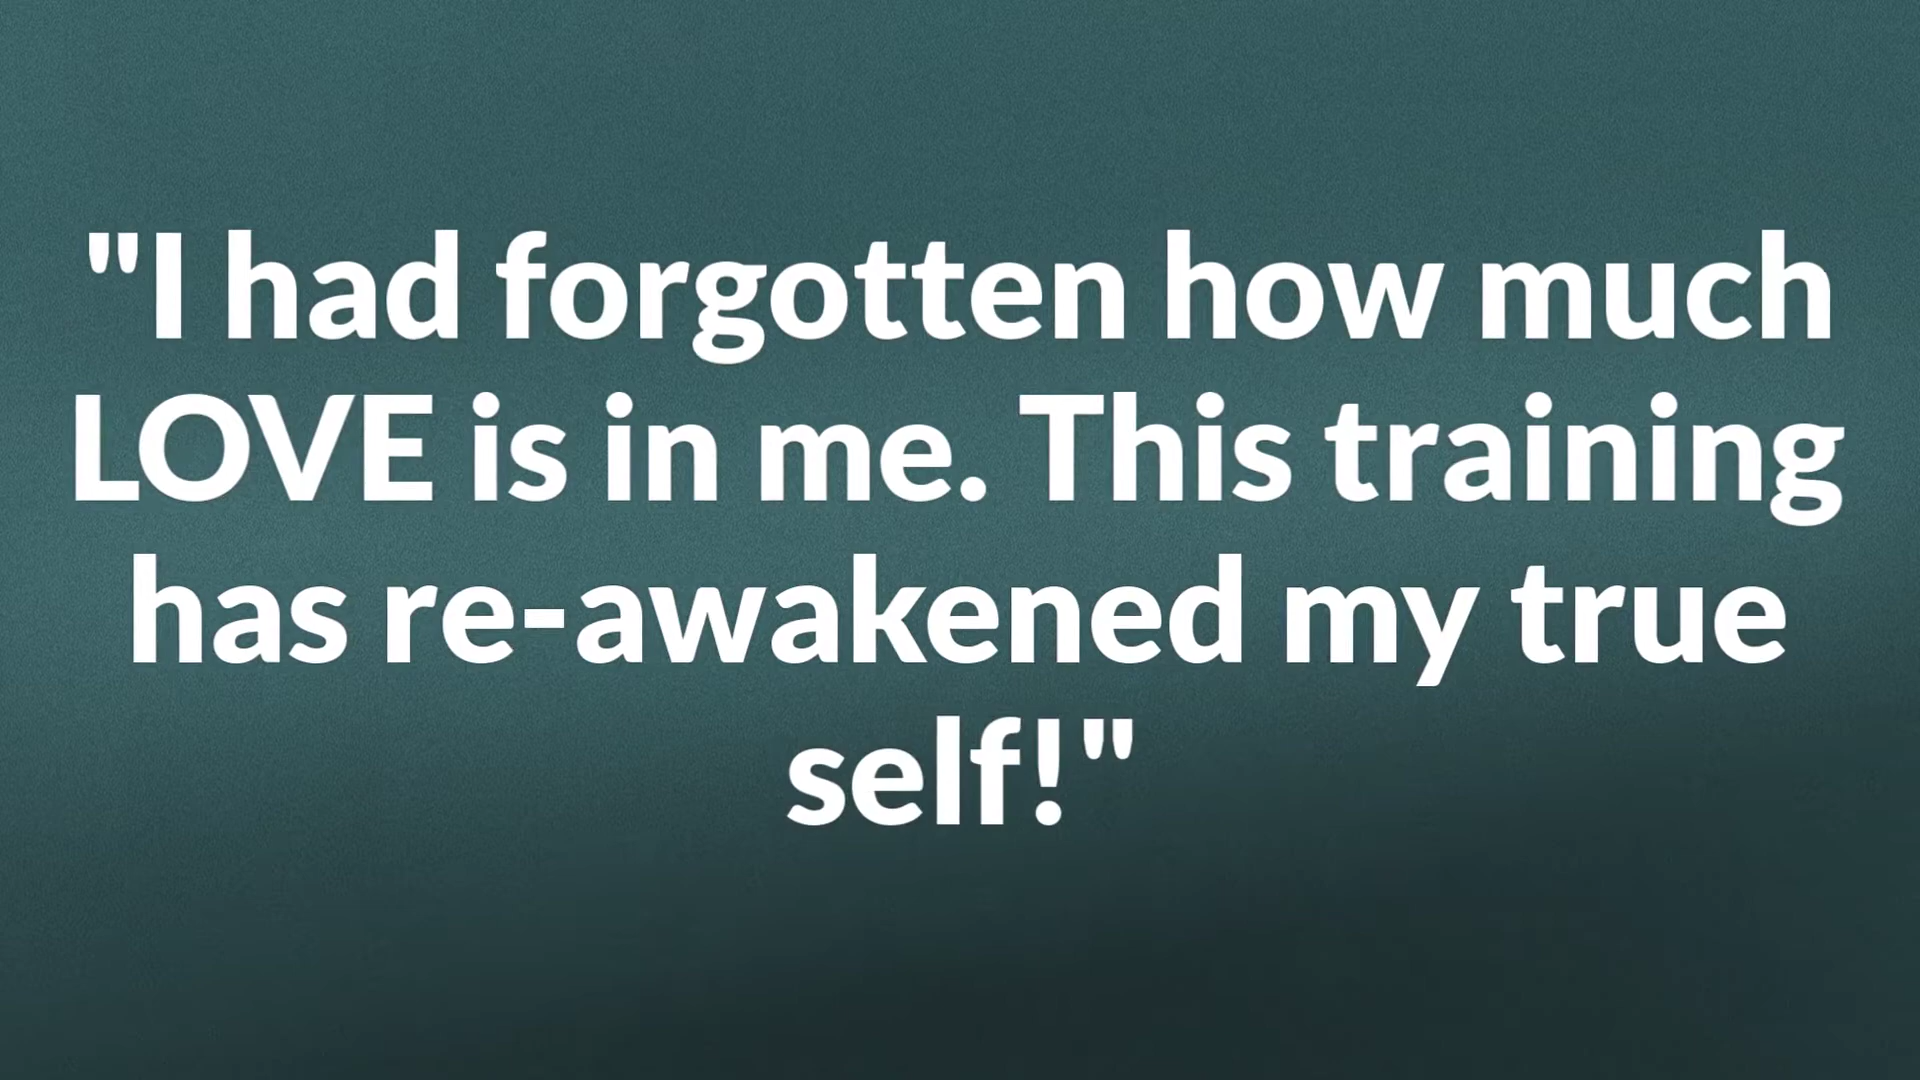 "I had forgotten how much
LOVE is in me. This training
has re-awakened my true
self!"